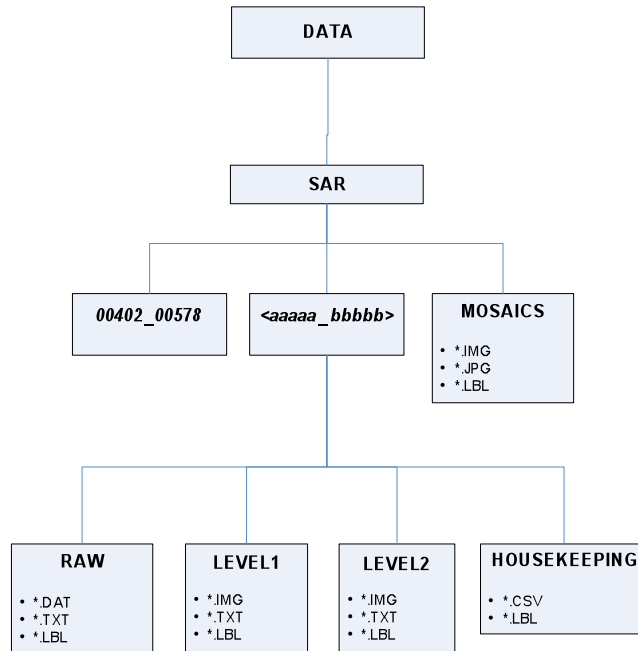 DATA
SAR
00402_00578
<aaaaa_bbbbb>
MOSAICS
• *.IMG
• *.JPG
• *.LBL
RAW
• *.DAT
• *.TXT
• *.LBL
LEVEL1
• *.IMG
• *.TXT
• *.LBL
LEVEL2
• *.IMG
• *.TXT
• *.LBL
HOUSEKEEPING
• *.CSV
• *.LBL